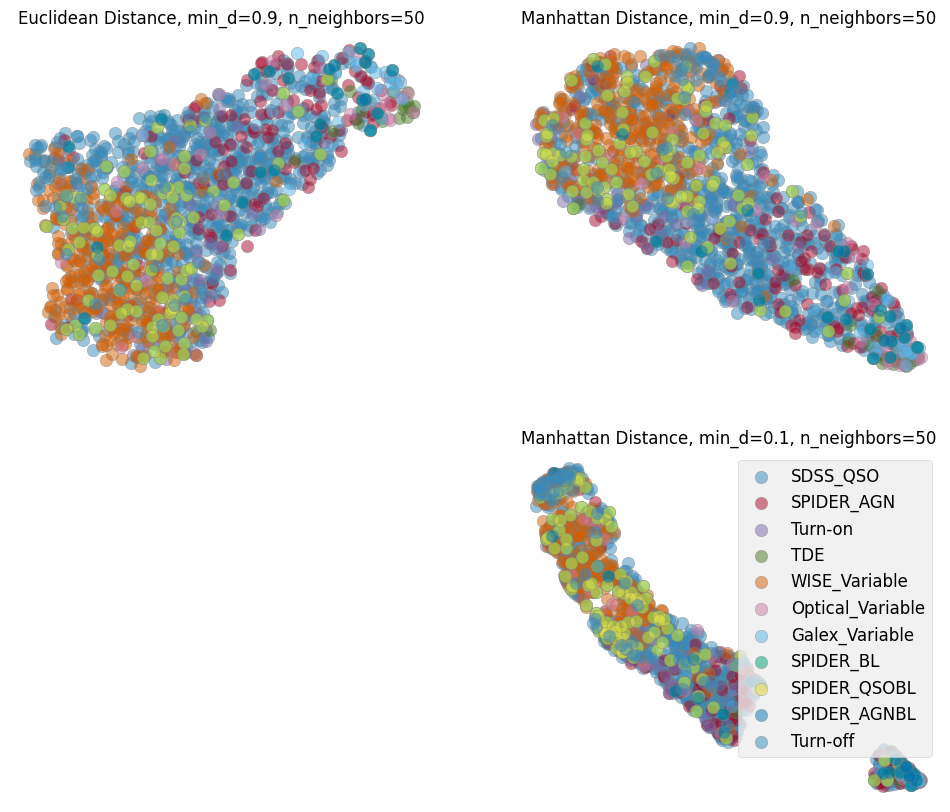 Euclidean Distance, min_d=0.9, n_neighbors=50
Manhattan Distance, min_d=0.9, n_neighbors=50
Manhattan Distance, min_d=0.1, n_neighbors=50
SDSS_QSO
SPIDER_AGN
Turn-on
TDE
WISE_Variable
Optical_Variable
Galex_Variable
SPIDER_BL
SPIDER_QSOBL
SPIDER_AGNBL
Turn-off